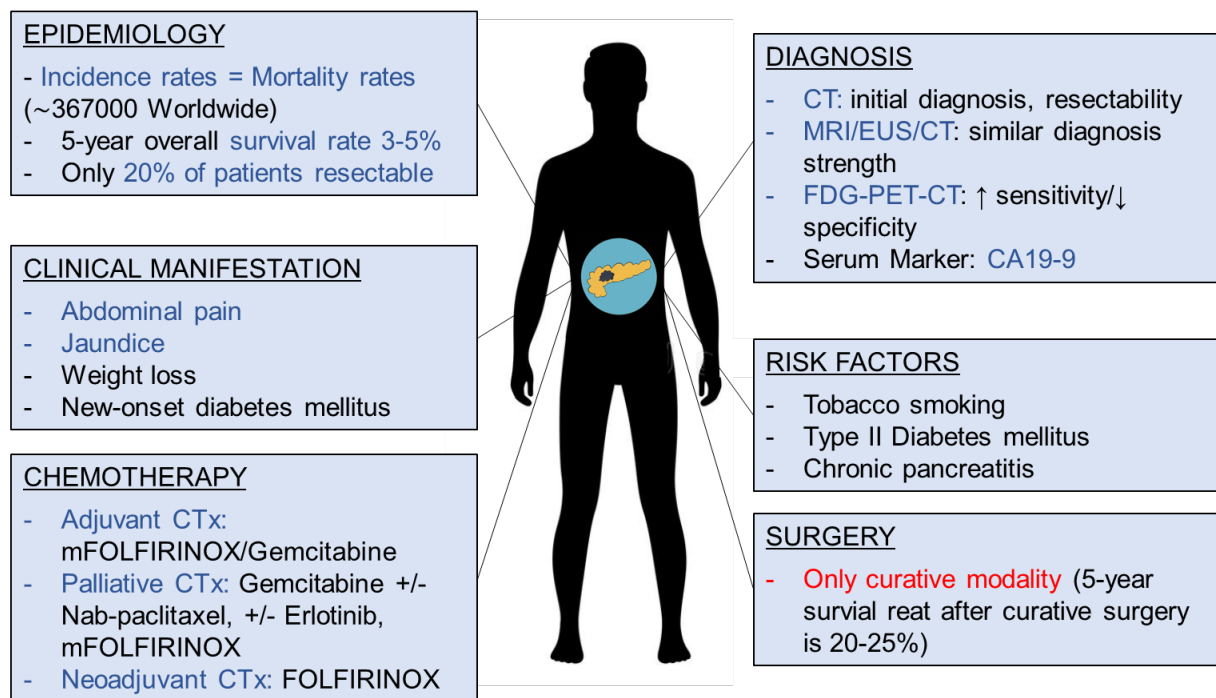 EPIDEMIOLOGY
- Incidence rates = Mortality rates
(~367000 Worldwide)
- 5-year overall survival rate 3-5%
- Only 20% of patients resectable
CLINICAL MANIFESTATION
- Abdominal pain
- Jaundice
- Weight loss
- New-onset diabetes mellitus
CHEMOTHERAPY
- Adjuvant CTx:
mFOLFIRINOX/Gemcitabine
- Palliative CTx: Gemcitabine +/-
Nab-paclitaxel, +/- Erlotinib,
mFOLFIRINOX
- Neoadjuvant CTx: FOLFIRINOX
DIAGNOSIS
- CT: initial diagnosis, resectability
- MRI/EUS/CT: similar diagnosis
strength
- FDG-PET-CT: ↑ sensitivity/↓
specificity
- Serum Marker: CA19-9
RISK FACTORS
- Tobacco smoking
- Type II Diabetes mellitus
- Chronic pancreatitis
SURGERY
- Only curative modality (5-year
survial reat after curative surgery
is 20-25%)